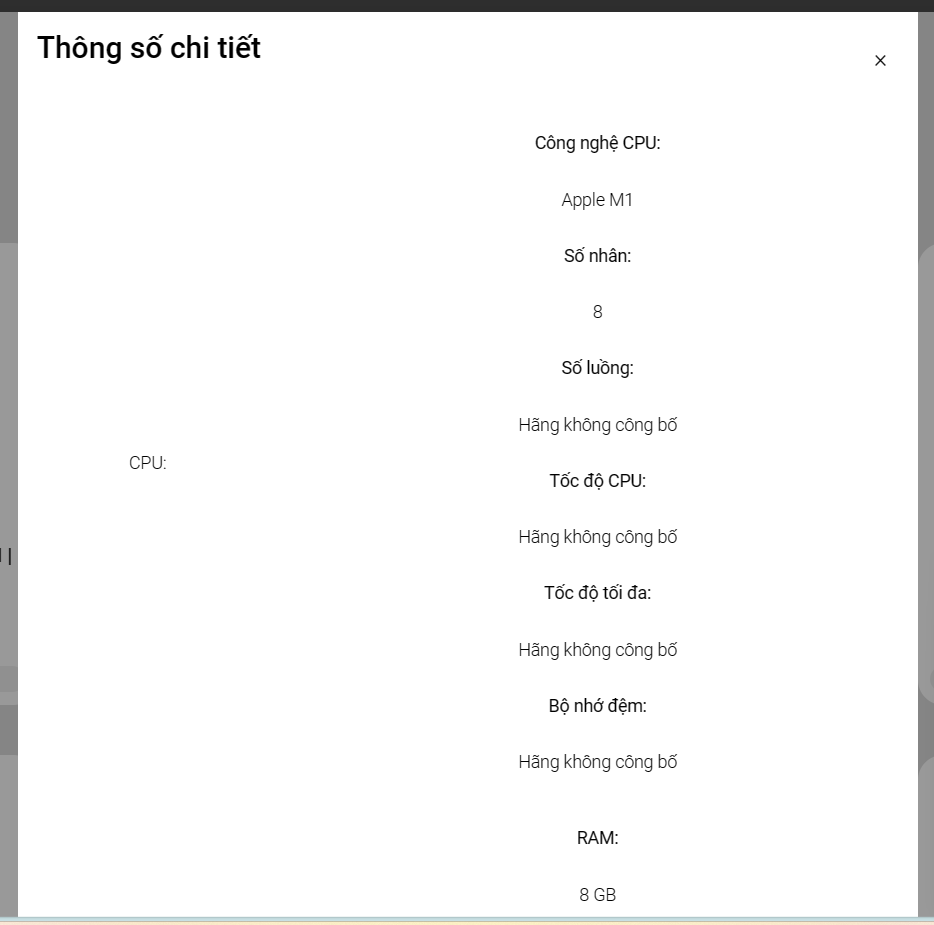 Thông số chi tiết
Công nghệ CPU:
Apple M1
Số nhân:
8
Số luồng:
Hãng không công bố
CPU:
Tốc độ CPU:
Hãng không công bố
Tốc độ tối đa:
Hãng không công bố
Bộ nhớ đệm:
Hãng không công bố
RAM:
8 GB